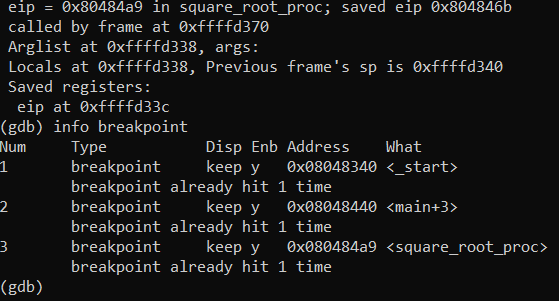 eip = 0x80484a9 in square_root_proc; saved eip 0x804846b
called by frame at 0xffffd370
Arglist at 0xffffd338, args:
Locals at 0xffffd338, Previous frame's sp is 0xffffd340
Saved registers:
eip at 0xffffd33c
(gdb) info breakpoint
Num     Type           Disp Enb Address    What
1       breakpoint     keep y   0x08048340 <_start>
        breakpoint already hit 1 time
2       breakpoint     keep y   0x08048440 <main+3>
        breakpoint already hit 1 time
3       breakpoint     keep y   0x080484a9 <square_root_proc>
        breakpoint already hit 1 time
(gdb)